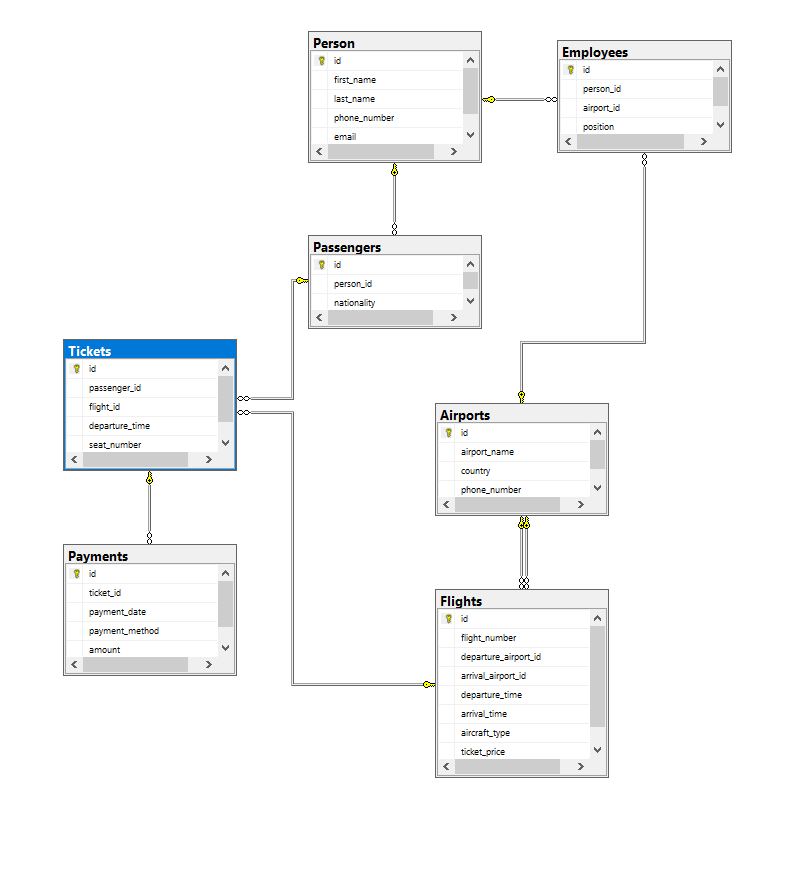 Person
id
first_name
last_name
phone_number
email
Employees
id
person_id
airport_id
position
Passengers
id
person_id
nationality
Tickets
id
passenger_id
flight_id
departure_time
seat_number
Airports
id
airport_name
country
phone_number
Payments
id
ticket_id
payment_date
payment_method
amount
Flights
id
flight_number
departure_airport_id
arrival_airport_id
departure_time
arrival_time
aircraft_type
ticket_price